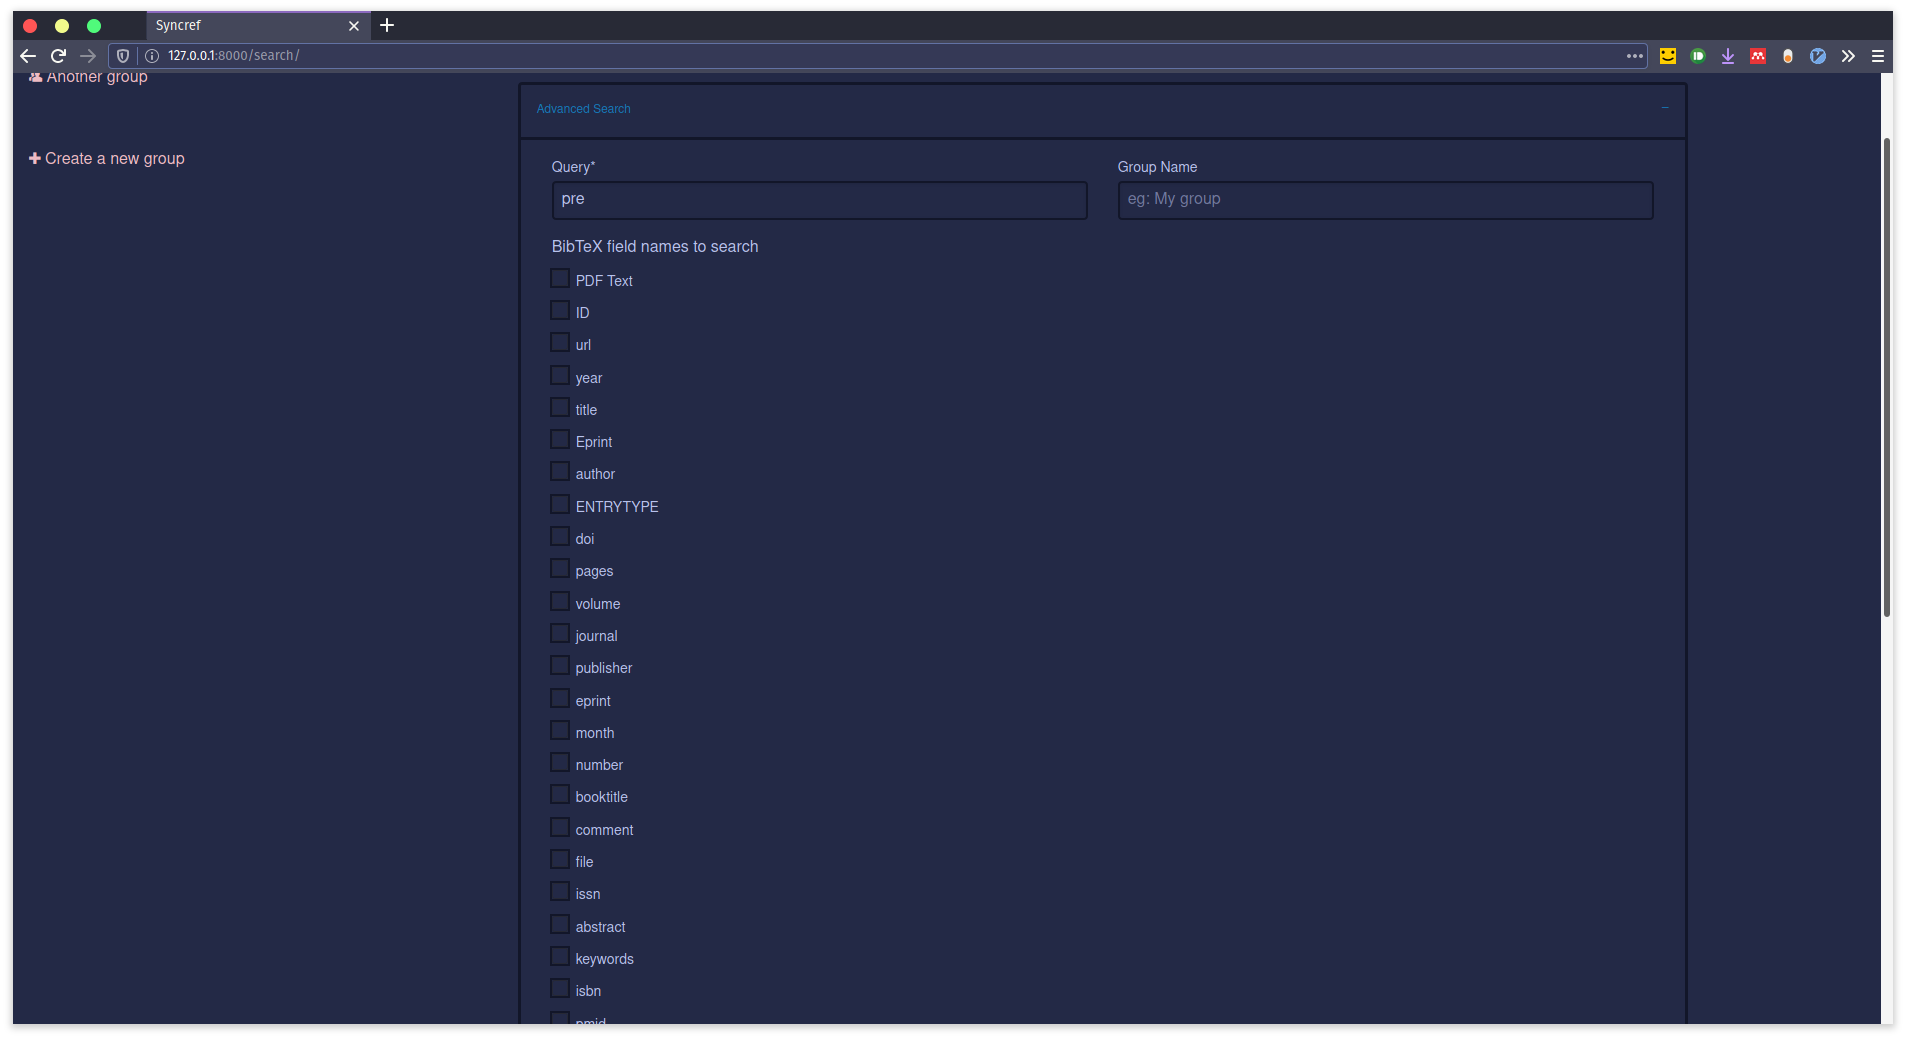 Syncref
127.0.0.1:8000/search/
Another group
Create a new group
Advanced Search
Query*
Group Name
pre
eg: My group
BibTeX field names to search
PDF Text
ID
url
year
title
Eprint
author
ENTRYTYPE
doi
pages
volume
journal
publisher
eprint
month
number
booktitle
comment
file
issn
abstract
keywords
isbn
pmid